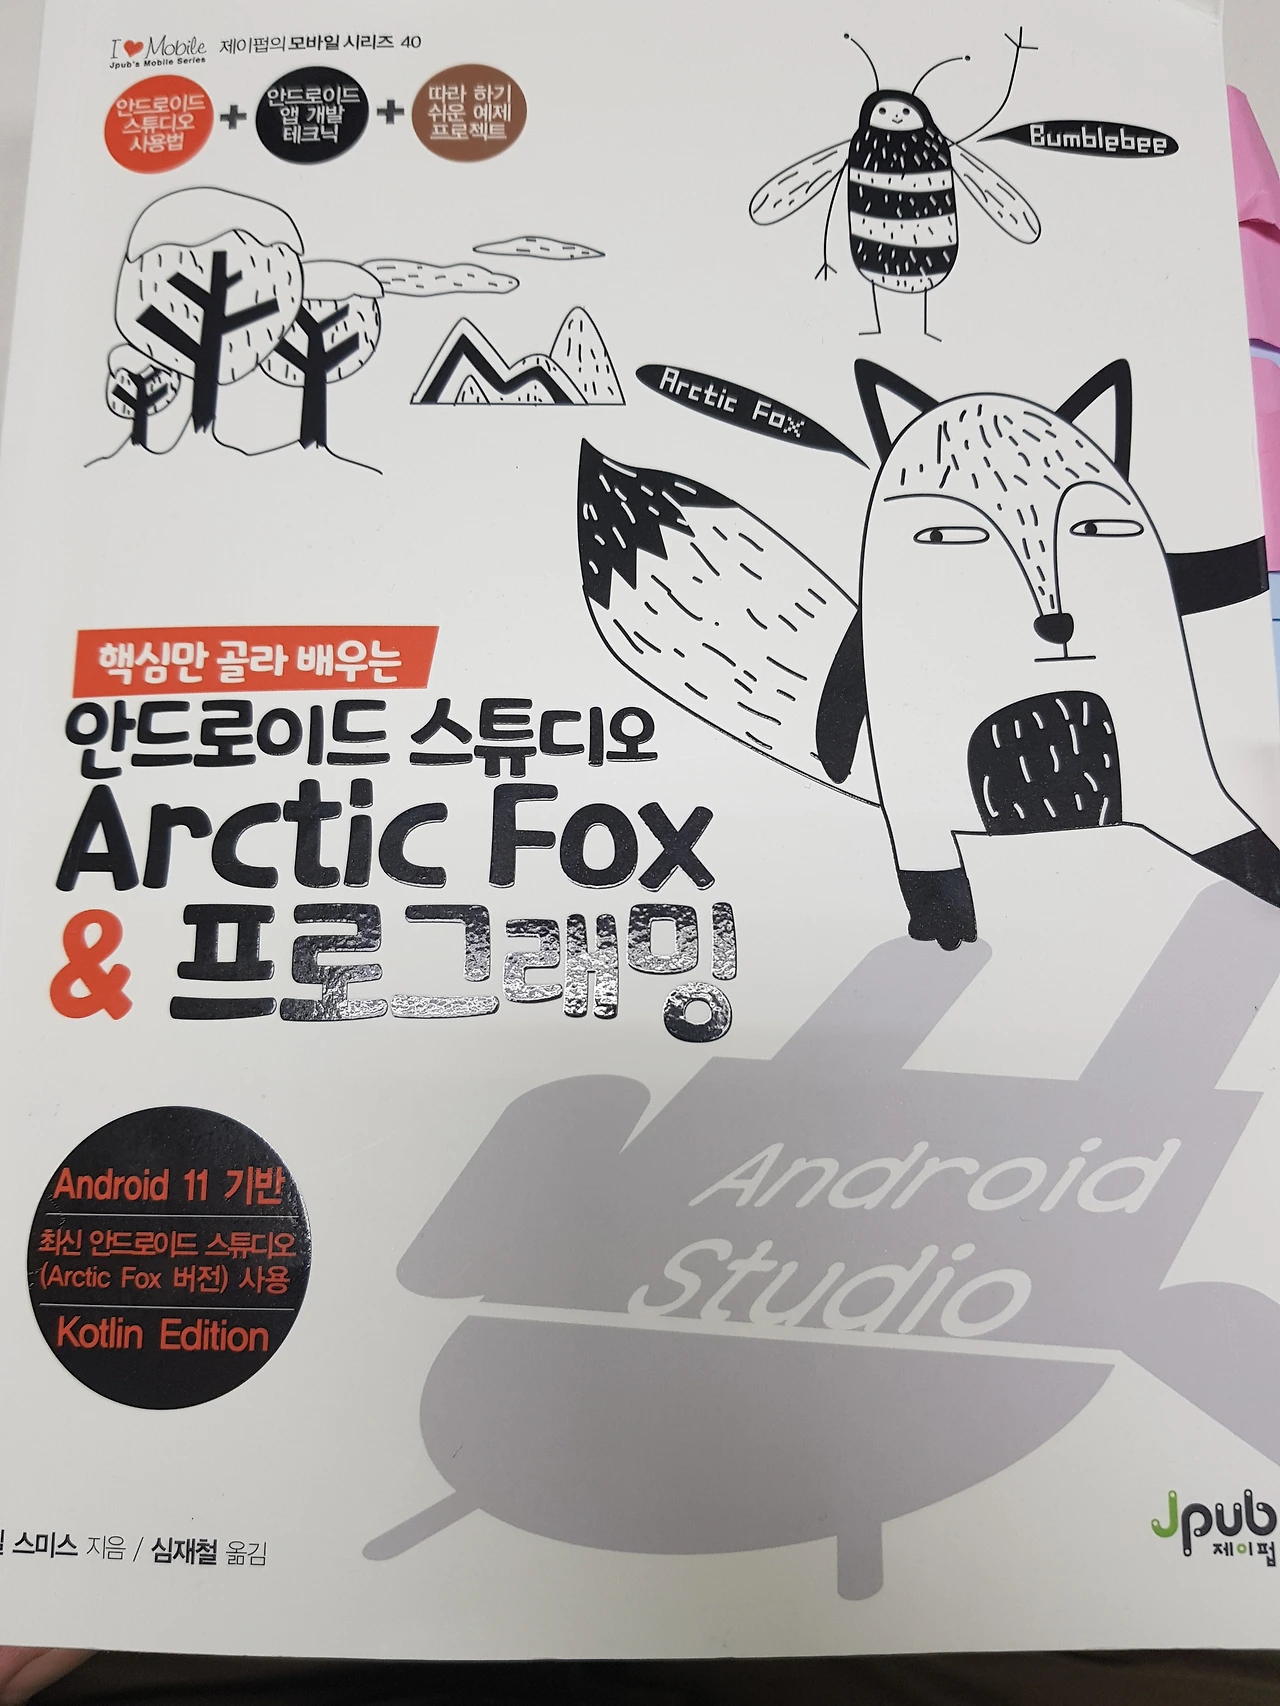 I ♥ Mobile
Jpub's Mobile Series
제이펍의 모바일 시리즈 40
안드로이드
스튜디오
사용법
+
안드로이드
앱 개발
테크닉
+
따라 하기
쉬운 예제
프로젝트
Bumblebee
Arctic Fox
핵심만 골라 배우는
안드로이드 스튜디오
Arctic Fox
& 프로그래밍
Android 11 기반
최신 안드로이드 스튜디오
(Arctic Fox 버전) 사용
Kotlin Edition
Android
Studio
스미스 지음 / 심재철 옮김
Jpub
제이펍